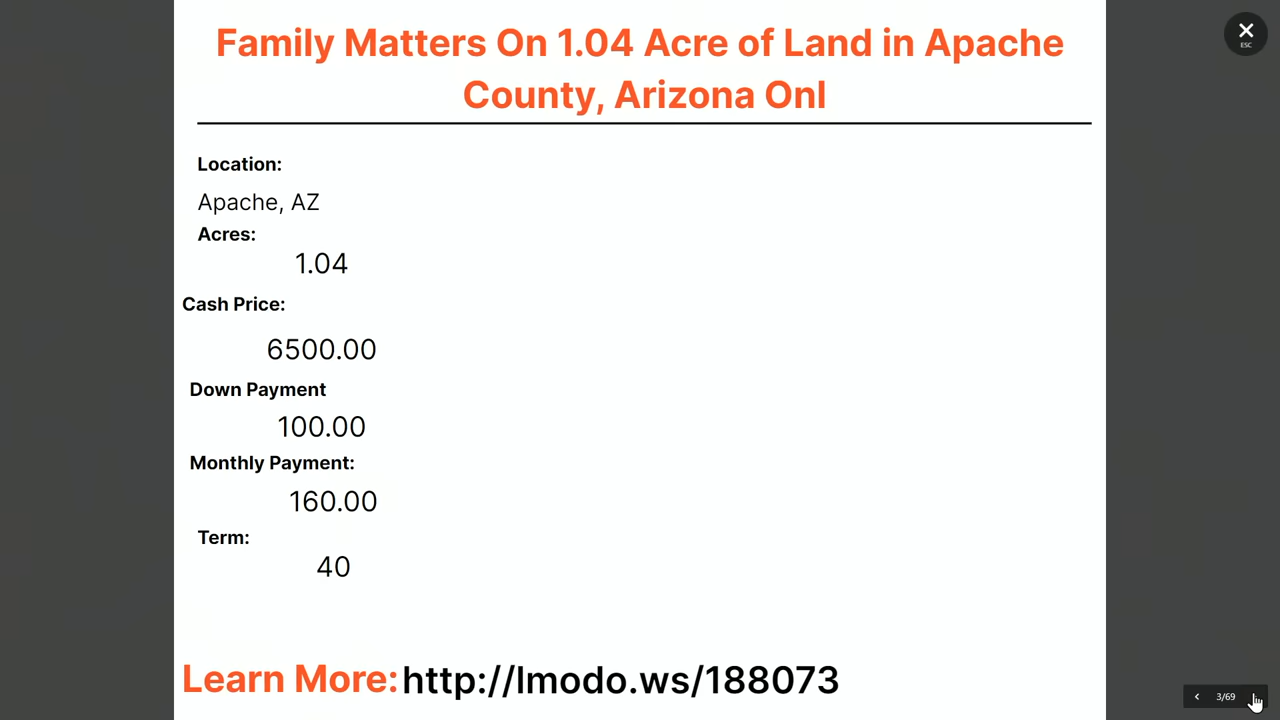 Family Matters On 1.04 Acre of Land in Apache
County, Arizona Onl
Location:
Apache, AZ
Acres:
1.04
Cash Price:
6500.00
Down Payment
100.00
Monthly Payment:
160.00
Term:
40
Learn More: http://lmodo.ws/188073
ESC
3/69